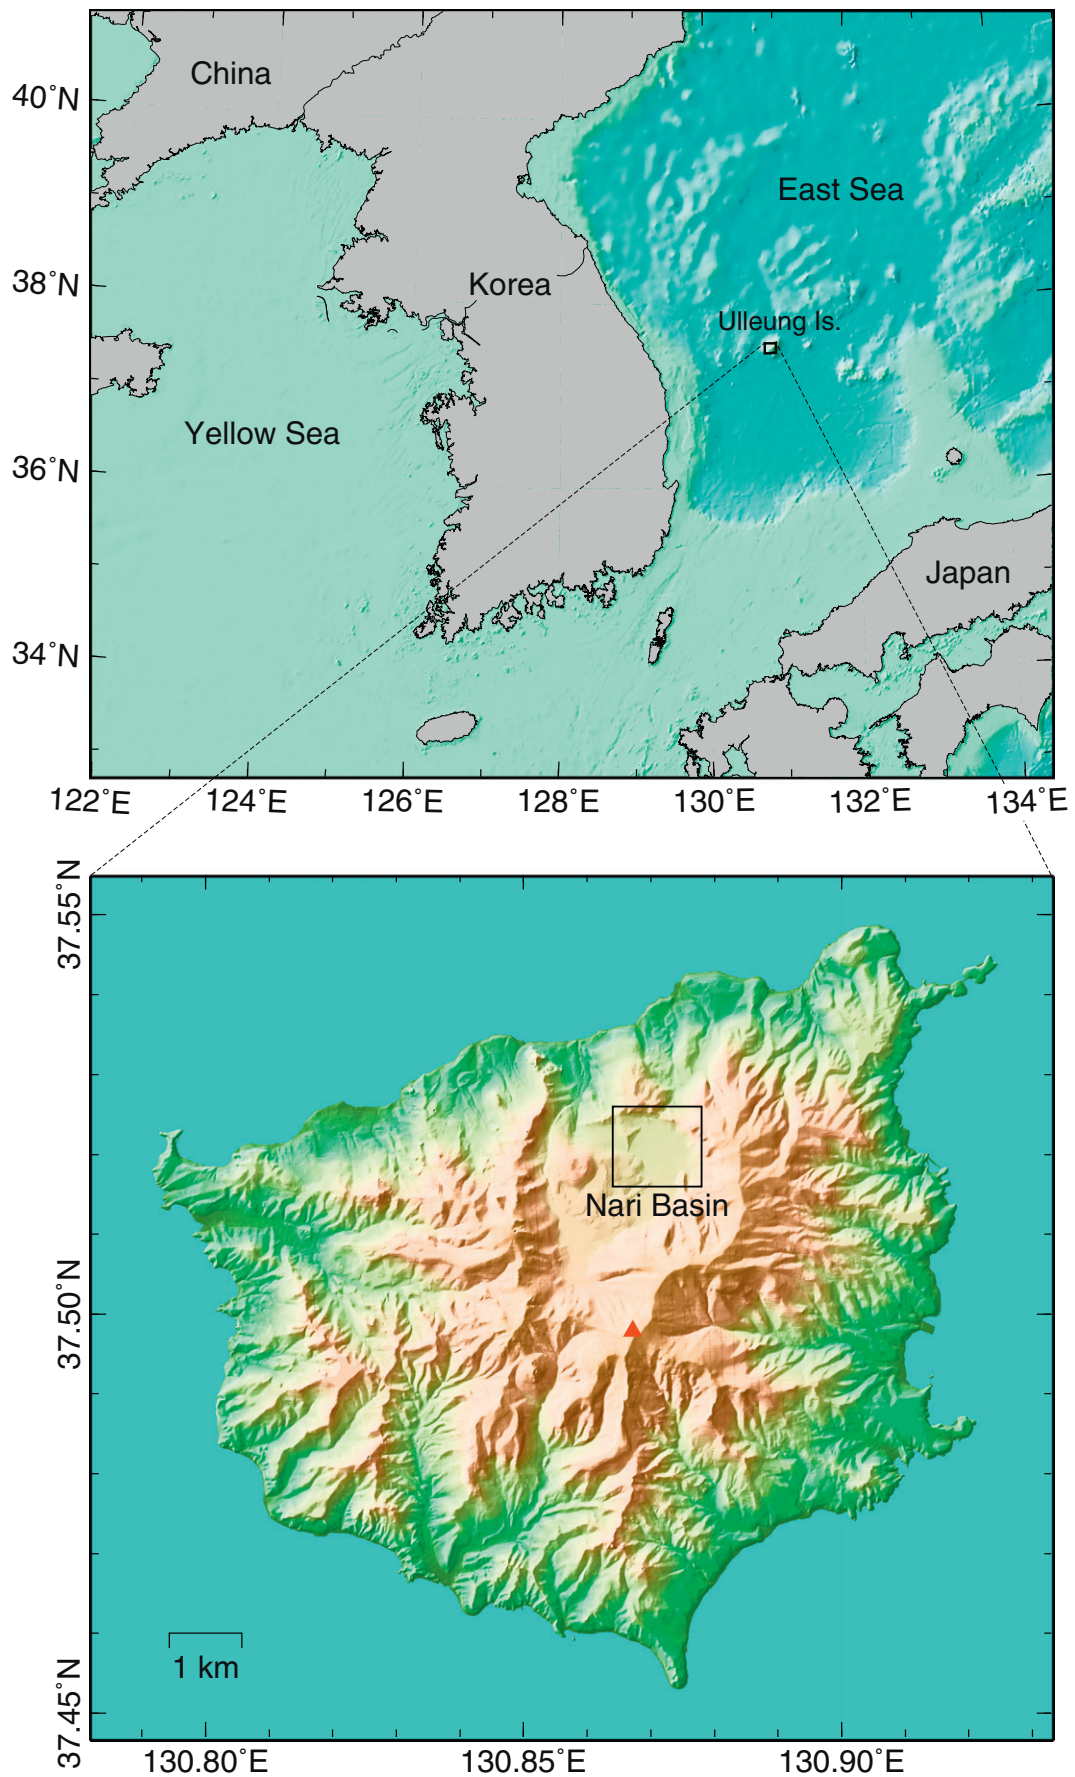 China
40°N
East Sea
38°N
Korea
Ulleung Is.
Yellow Sea
36°N
Japan
34°N
122°E 124°E 126°E 128°E 130°E 132°E 134°E
37.55°N
Nari Basin
37.50°N
1 km
37.45°N
130.80°E 130.85°E 130.90°E